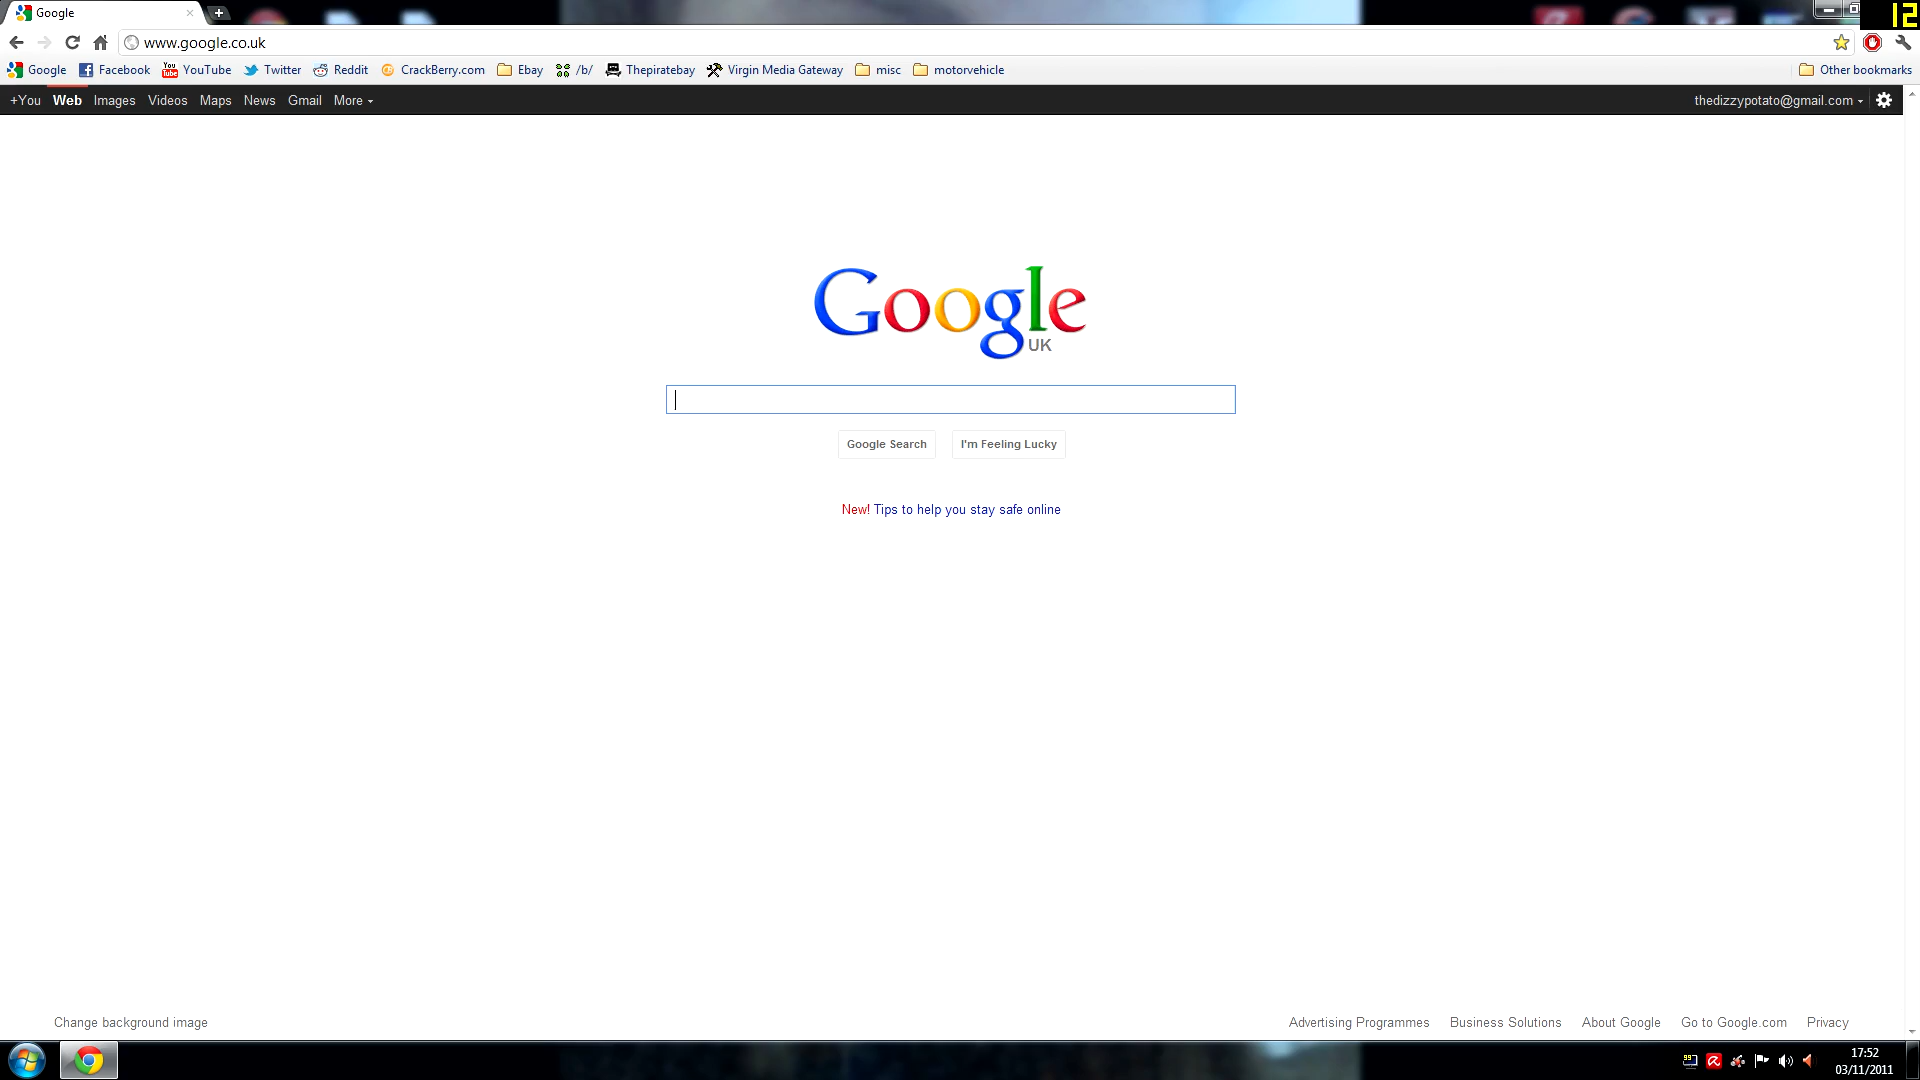 Google
12
www.google.co.uk
Google Facebook YouTube Twitter Reddit CrackBerry.com Ebay /b/ Thepiratebay Virgin Media Gateway misc motorvehicle Other bookmarks
+You Web Images Videos Maps News Gmail More thedizzypotato@gmail.com
Google
UK
Google Search I'm Feeling Lucky
New! Tips to help you stay safe online
Change background image Advertising Programmes Business Solutions About Google Go to Google.com Privacy
99
17:52
03/11/2011